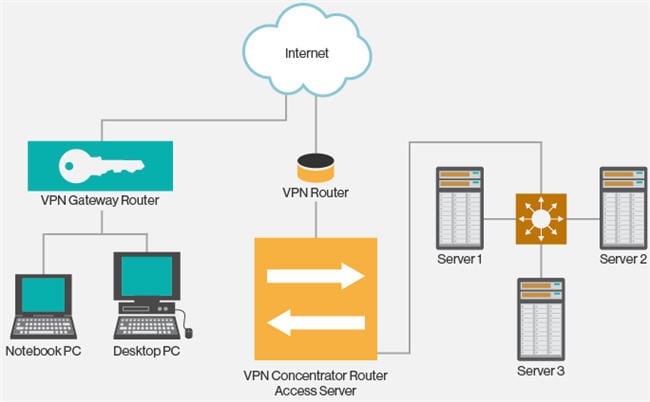 Internet
VPN Gateway Router
VPN Router
Server 1
Server 2
Notebook PC
Desktop PC
Server 3
VPN Concentrator Router
Access Server